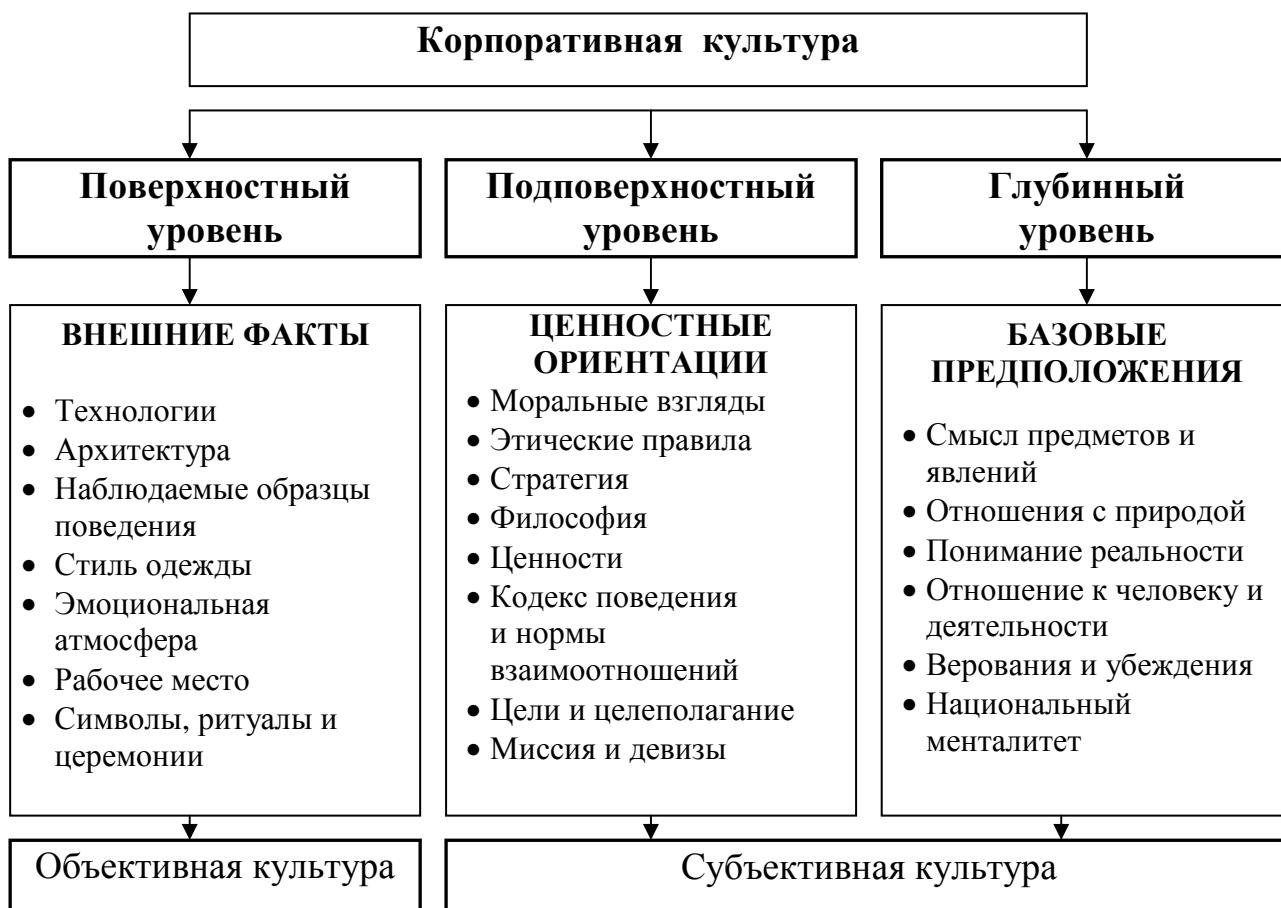 Корпоративная культура
Поверхностный
уровень
Подповерхностный
уровень
Глубинный
уровень
ВНЕШНИЕ ФАКТЫ
• Технологии
• Архитектура
• Наблюдаемые образцы
поведения
• Стиль одежды
• Эмоциональная
атмосфера
• Рабочее место
• Символы, ритуалы и
церемонии
ЦЕННОСТНЫЕ
ОРИЕНТАЦИИ
• Моральные взгляды
• Этические правила
• Стратегия
• Философия
• Ценности
• Кодекс поведения
и нормы
взаимоотношений
• Цели и целеполагание
• Миссия и девизы
БАЗОВЫЕ
ПРЕДПОЛОЖЕНИЯ
• Смысл предметов и
явлений
• Отношения с природой
• Понимание реальности
• Отношение к человеку и
деятельности
• Верования и убеждения
• Национальный
менталитет
Объективная культура
Субъективная культура